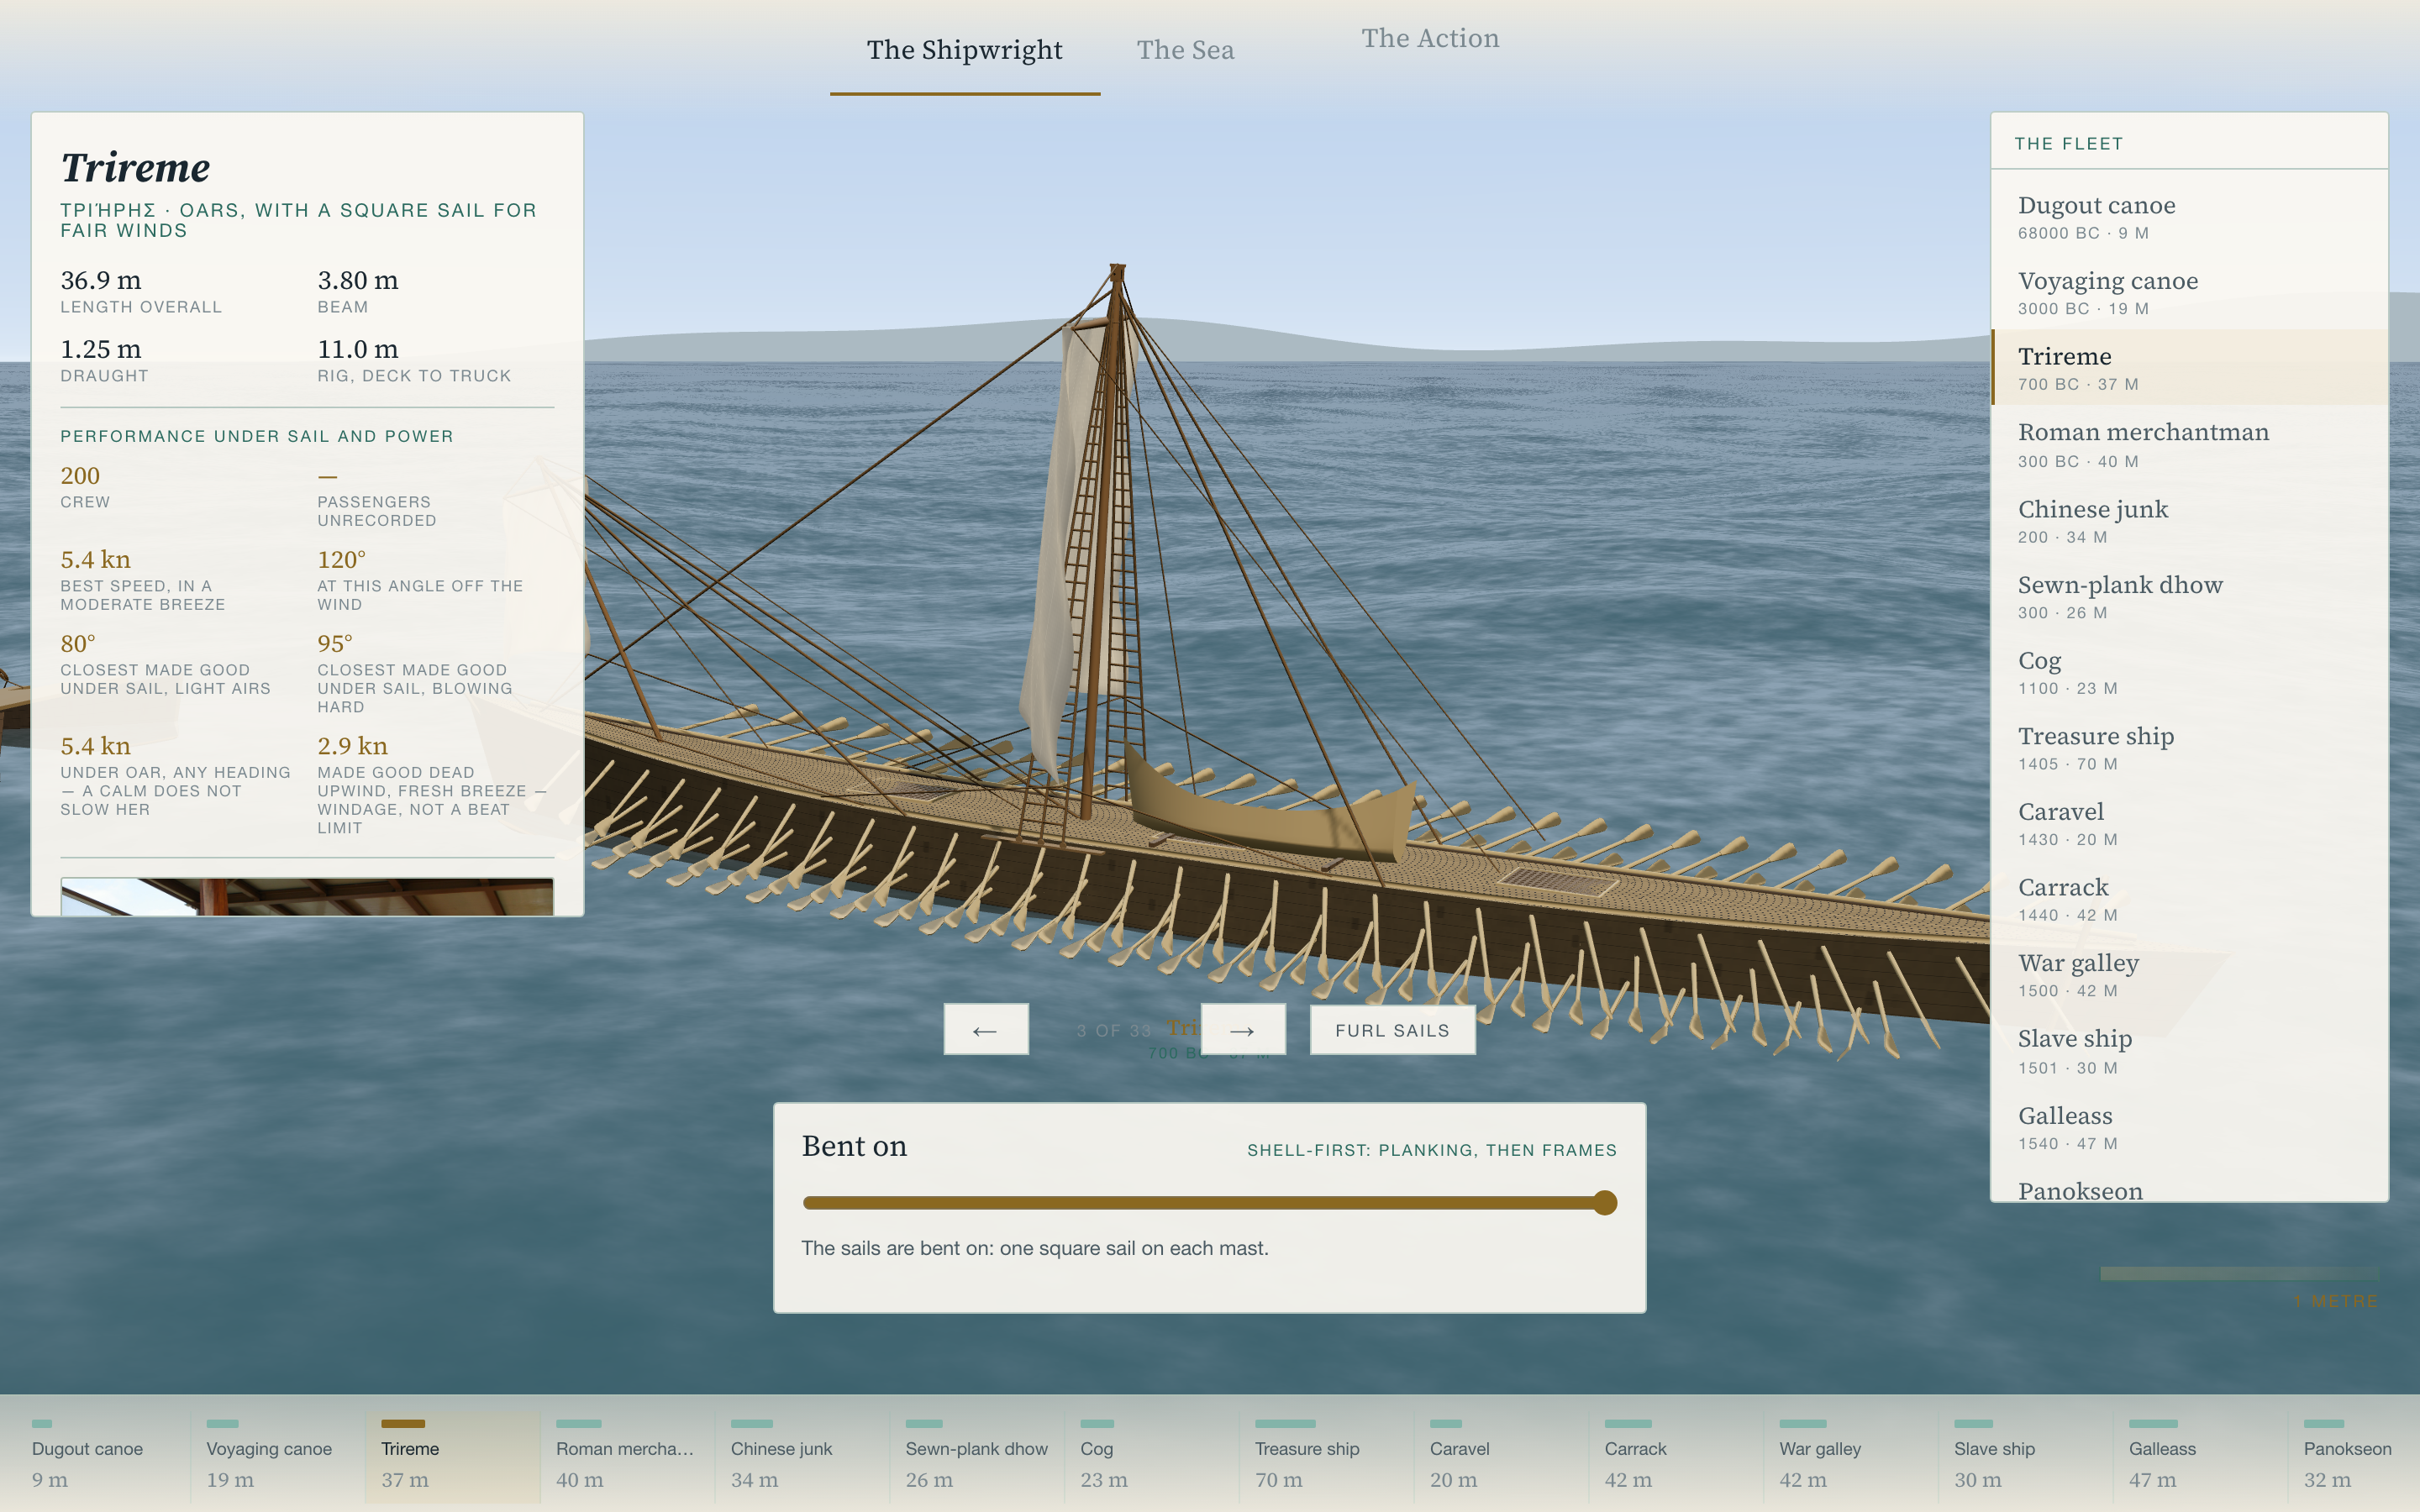 The Shipwright
The Sea
The Action
Trireme
ΤΡΙΉΡΗΣ · OARS, WITH A SQUARE SAIL FOR
FAIR WINDS
36.9 m
LENGTH OVERALL
3.80 m
BEAM
1.25 m
DRAUGHT
11.0 m
RIG, DECK TO TRUCK
PERFORMANCE UNDER SAIL AND POWER
200
CREW
—
PASSENGERS
UNRECORDED
5.4 kn
BEST SPEED, IN A
MODERATE BREEZE
120°
AT THIS ANGLE OFF THE
WIND
80°
CLOSEST MADE GOOD
UNDER SAIL, LIGHT AIRS
95°
CLOSEST MADE GOOD
UNDER SAIL, BLOWING
HARD
5.4 kn
UNDER OAR, ANY HEADING
— A CALM DOES NOT
SLOW HER
2.9 kn
MADE GOOD DEAD
UPWIND, FRESH BREEZE —
WINDAGE, NOT A BEAT
LIMIT
THE FLEET
Dugout canoe
68000 BC · 9 M
Voyaging canoe
3000 BC · 19 M
Trireme
700 BC · 37 M
Roman merchantman
300 BC · 40 M
Chinese junk
200 · 34 M
Sewn-plank dhow
300 · 26 M
Cog
1100 · 23 M
Treasure ship
1405 · 70 M
Caravel
1430 · 20 M
Carrack
1440 · 42 M
War galley
1500 · 42 M
Slave ship
1501 · 30 M
Galleass
1540 · 47 M
Panokseon
←
3 OF 33
→
FURL SAILS
Bent on
SHELL-FIRST: PLANKING, THEN FRAMES
The sails are bent on: one square sail on each mast.
1 METRE
Dugout canoe
9 m
Voyaging canoe
19 m
Trireme
37 m
Roman mercha…
40 m
Chinese junk
34 m
Sewn-plank dhow
26 m
Cog
23 m
Treasure ship
70 m
Caravel
20 m
Carrack
42 m
War galley
42 m
Slave ship
30 m
Galleass
47 m
Panokseon
32 m